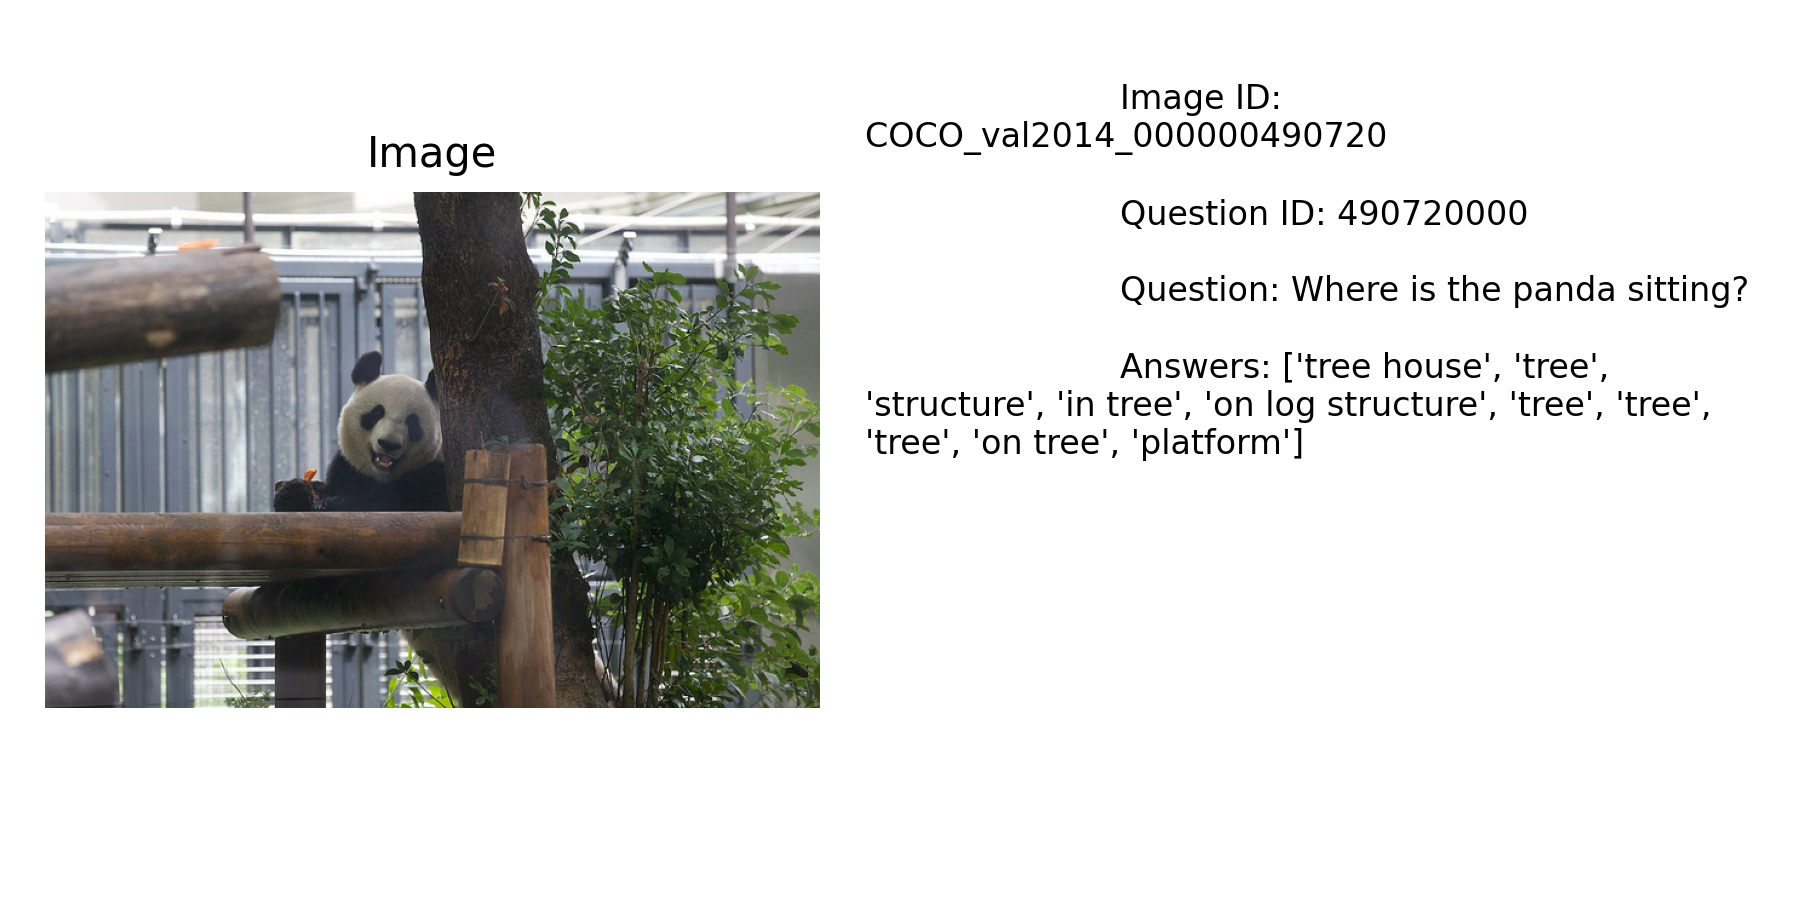 Image
Image ID:
COCO_val2014_000000490720
Question ID: 490720000
Question: Where is the panda sitting?
Answers: ['tree house', 'tree',
'structure', 'in tree', 'on log structure', 'tree', 'tree',
'tree', 'on tree', 'platform']